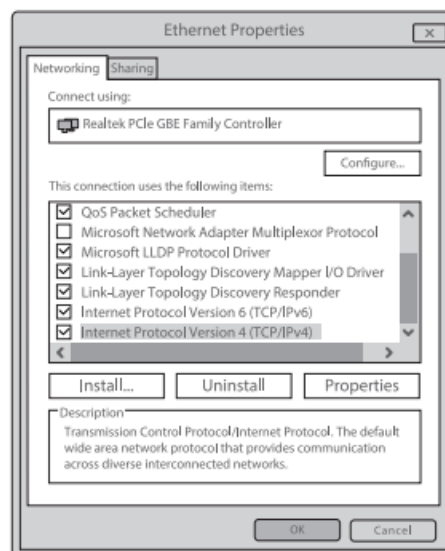 Ethernet Properties
Networking
Sharing
Connect using:
Realtek PCIe GBE Family Controller
Configure...
This connection uses the following items:
QoS Packet Scheduler
Microsoft Network Adapter Multiplexor Protocol
Microsoft LLDP Protocol Driver
Link-Layer Topology Discovery Mapper I/O Driver
Link-Layer Topology Discovery Responder
Internet Protocol Version 6 (TCP/IPv6)
Internet Protocol Version 4 (TCP/IPv4)
Install...
Uninstall
Properties
Description
Transmission Control Protocol/Internet Protocol. The default
wide area network protocol that provides communication
across diverse interconnected networks.
OK
Cancel